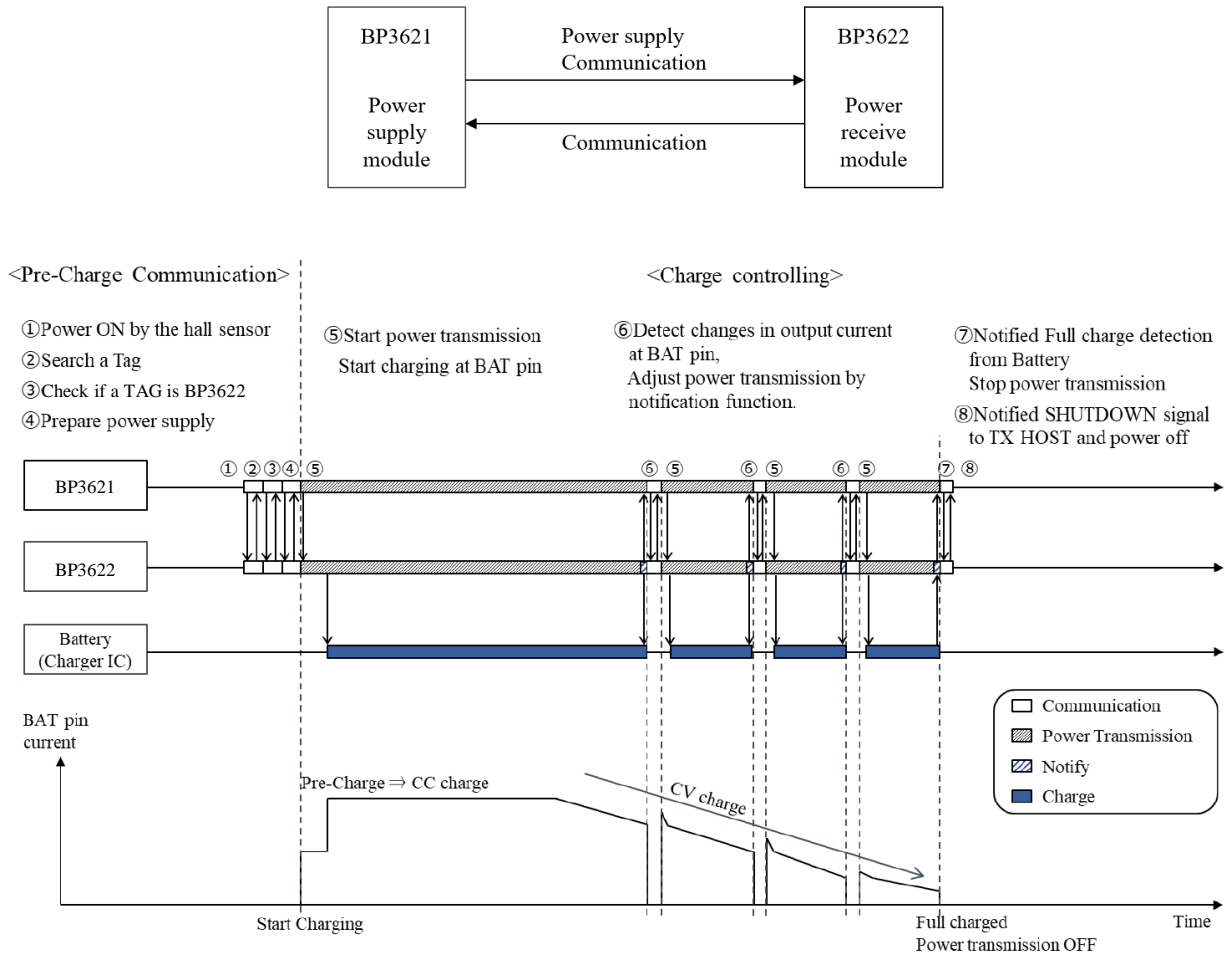 BP3621
Power
supply
module
Power supply
Communication
Communication
BP3622
Power
receive
module
<Pre-Charge Communication>
<Charge controlling>
①Power ON by the hall sensor
②Search a Tag
③Check if a TAG is BP3622
④Prepare power supply
⑤Start power transmission
Start charging at BAT pin
⑥Detect changes in output current
at BAT pin,
Adjust power transmission by
notification function.
⑦Notified Full charge detection
from Battery
Stop power transmission
⑧Notified SHUTDOWN signal
to TX HOST and power off
① ② ③ ④ ⑤ ⑥ ⑤ ⑥ ⑤ ⑥ ⑤ ⑦ ⑧
BP3621
BP3622
Battery
(Charger IC)
Communication
Power Transmission
Notify
Charge
BAT pin
current
Pre-Charge ⇒ CC charge
CV charge
Start Charging
Full charged
Power transmission OFF
Time